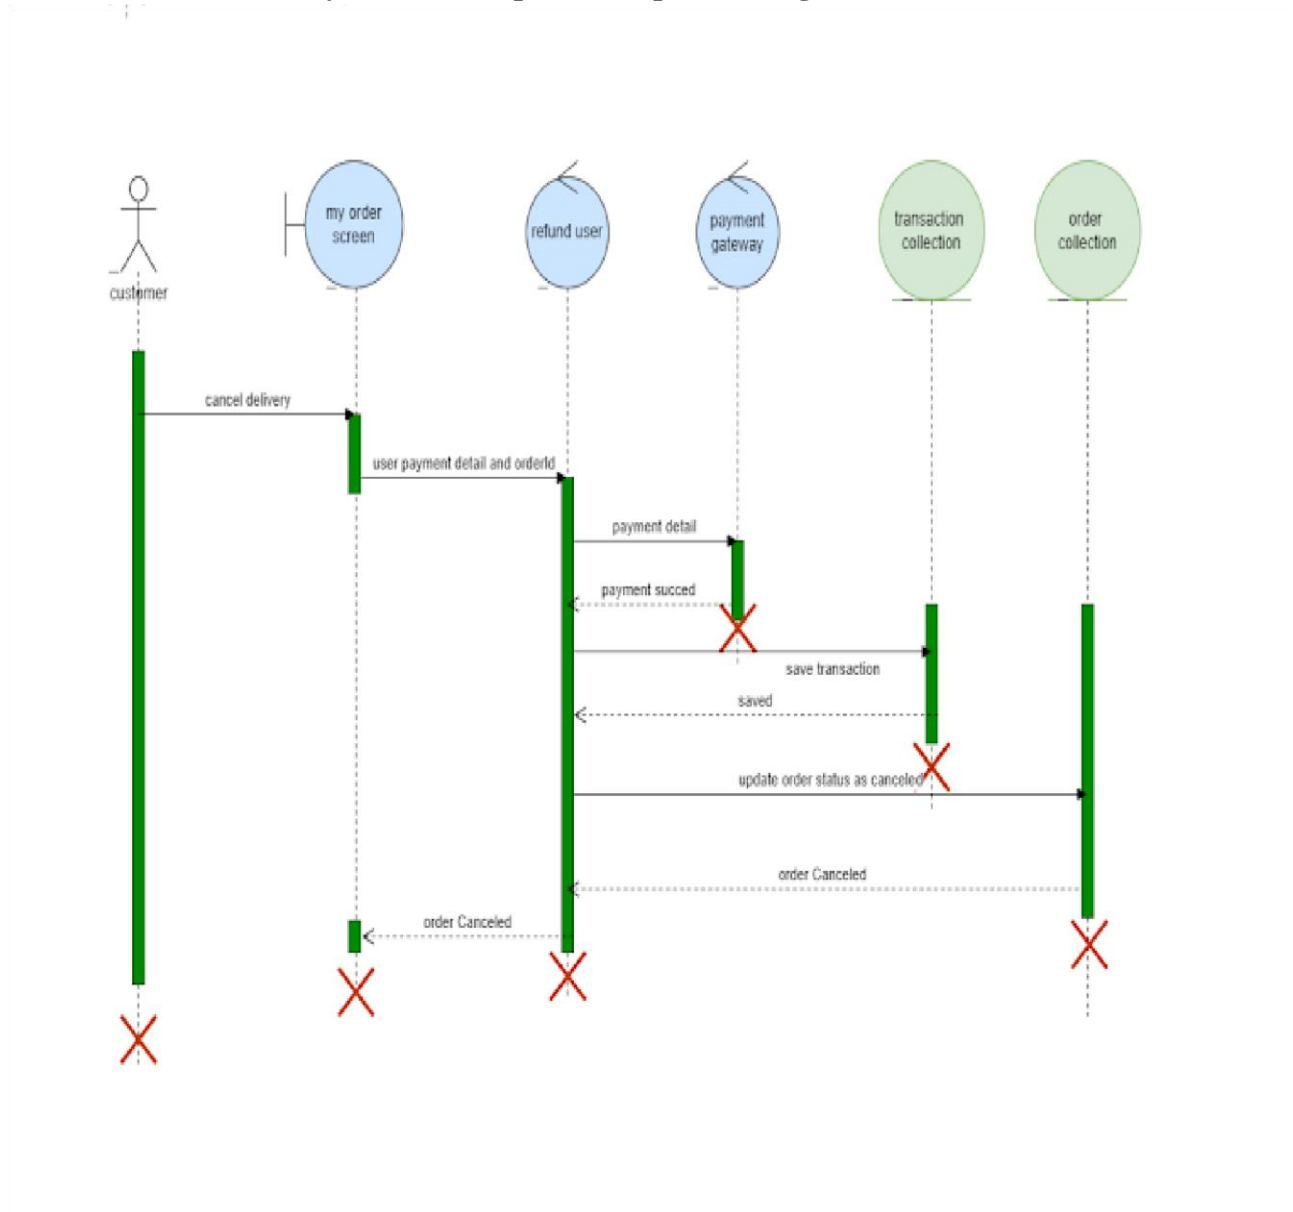 my order
screen
refund user
payment
gateway
transaction
collection
order
collection
customer
cancel delivery
user payment detail and orderId
payment detail
payment succed
save transaction
saved
update order status as canceled
order Canceled
order Canceled